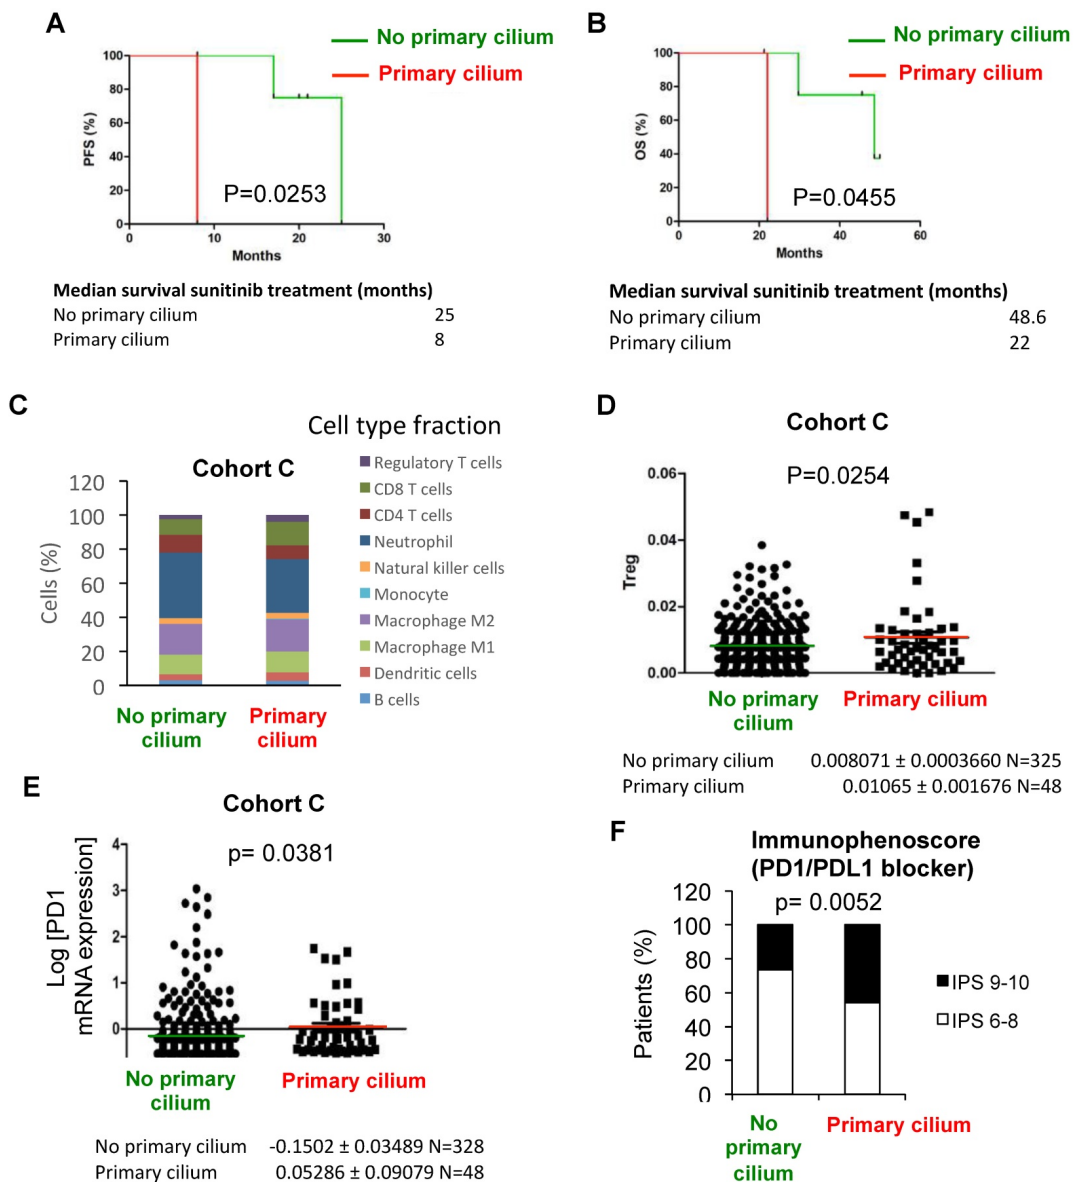 A
No primary cilium
Primary cilium
100
80
60
40
20
0
PFS (%)
P=0.0253
0 10 20 30
Months
Median survival sunitinib treatment (months)
No primary cilium 25
Primary cilium 8
B
No primary cilium
Primary cilium
100
80
60
40
20
0
OS (%)
P=0.0455
0 20 40 60
Months
Median survival sunitinib treatment (months)
No primary cilium 48.6
Primary cilium 22
C
Cell type fraction
Cohort C
120
100
80
60
40
20
0
Cells (%)
Regulatory T cells
CD8 T cells
CD4 T cells
Neutrophil
Natural killer cells
Monocyte
Macrophage M2
Macrophage M1
Dendritic cells
B cells
No primary
cilium
Primary
cilium
D
Cohort C
P=0.0254
0.06
0.04
0.02
0.00
Treg
No primary
cilium
Primary cilium
No primary cilium 0.008071 ± 0.0003660 N=325
Primary cilium 0.01065 ± 0.001676 N=48
E
Cohort C
p= 0.0381
4
3
2
1
0
Log [PD1
mRNA expression]
No primary
cilium
Primary cilium
No primary cilium -0.1502 ± 0.03489 N=328
Primary cilium 0.05286 ± 0.09079 N=48
F
Immunophenoscore
(PD1/PDL1 blocker)
p= 0.0052
120
100
80
60
40
20
0
Patients (%)
IPS 9-10
IPS 6-8
No
primary
cilium
Primary cilium